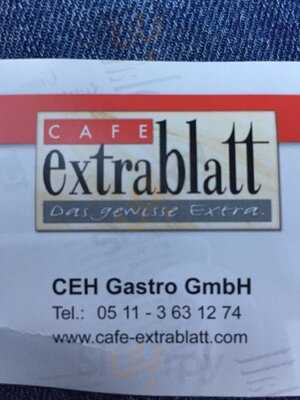 CAFE
extrablatt
Das gewisse Extra.
CEH Gastro GmbH
Tel.: 05 11 - 3 63 12 74
www.cafe-extrablatt.com